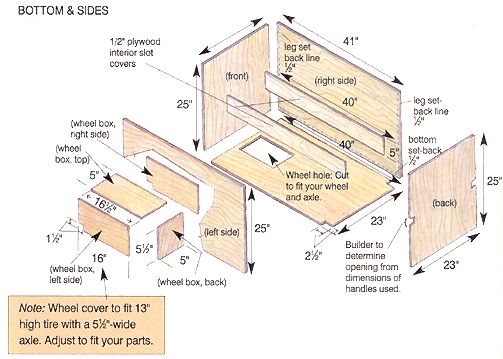 BOTTOM & SIDES
1/2" plywood
interior slot
covers
leg set
back line
½"
41"
(front)
(right side)
25"
40"
leg set-
back line
½"
(wheel box,
right side)
40"
bottom
set-back
½"
5"
(wheel
box, top)
Wheel hole: Cut
to fit your wheel
and axle.
25"
5"
16½"
(left side)
25"
23"
(back)
1½"
5½"
5"
2½"
16"
(wheel box,
left side)
(wheel box, back)
Builder to
determine
opening from
dimensions of
handles used.
23"
Note: Wheel cover to fit 13"
high tire with a 5½"-wide
axle. Adjust to fit your parts.